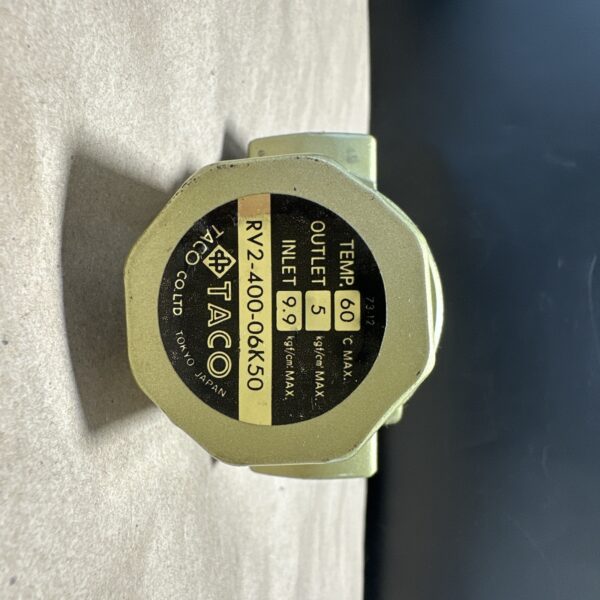 TEMP. 60 °C MAX.
OUTLET 5 kgf/cm² MAX.
INLET 9.9 kgf/cm² MAX.
RV2-400-06K50
TACO
TACO CO.,LTD TOKYO JAPAN